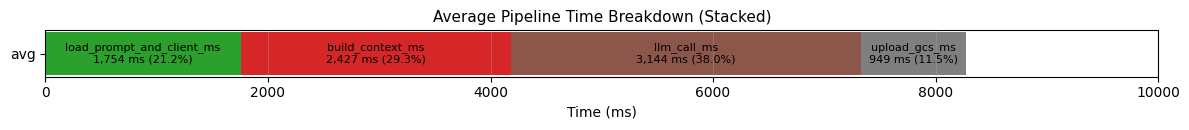 Average Pipeline Time Breakdown (Stacked)
avg
load_prompt_and_client_ms
1,754 ms (21.2%)
build_context_ms
2,427 ms (29.3%)
llm_call_ms
3,144 ms (38.0%)
upload_gcs_ms
949 ms (11.5%)
0 2000 4000 6000 8000 10000
Time (ms)